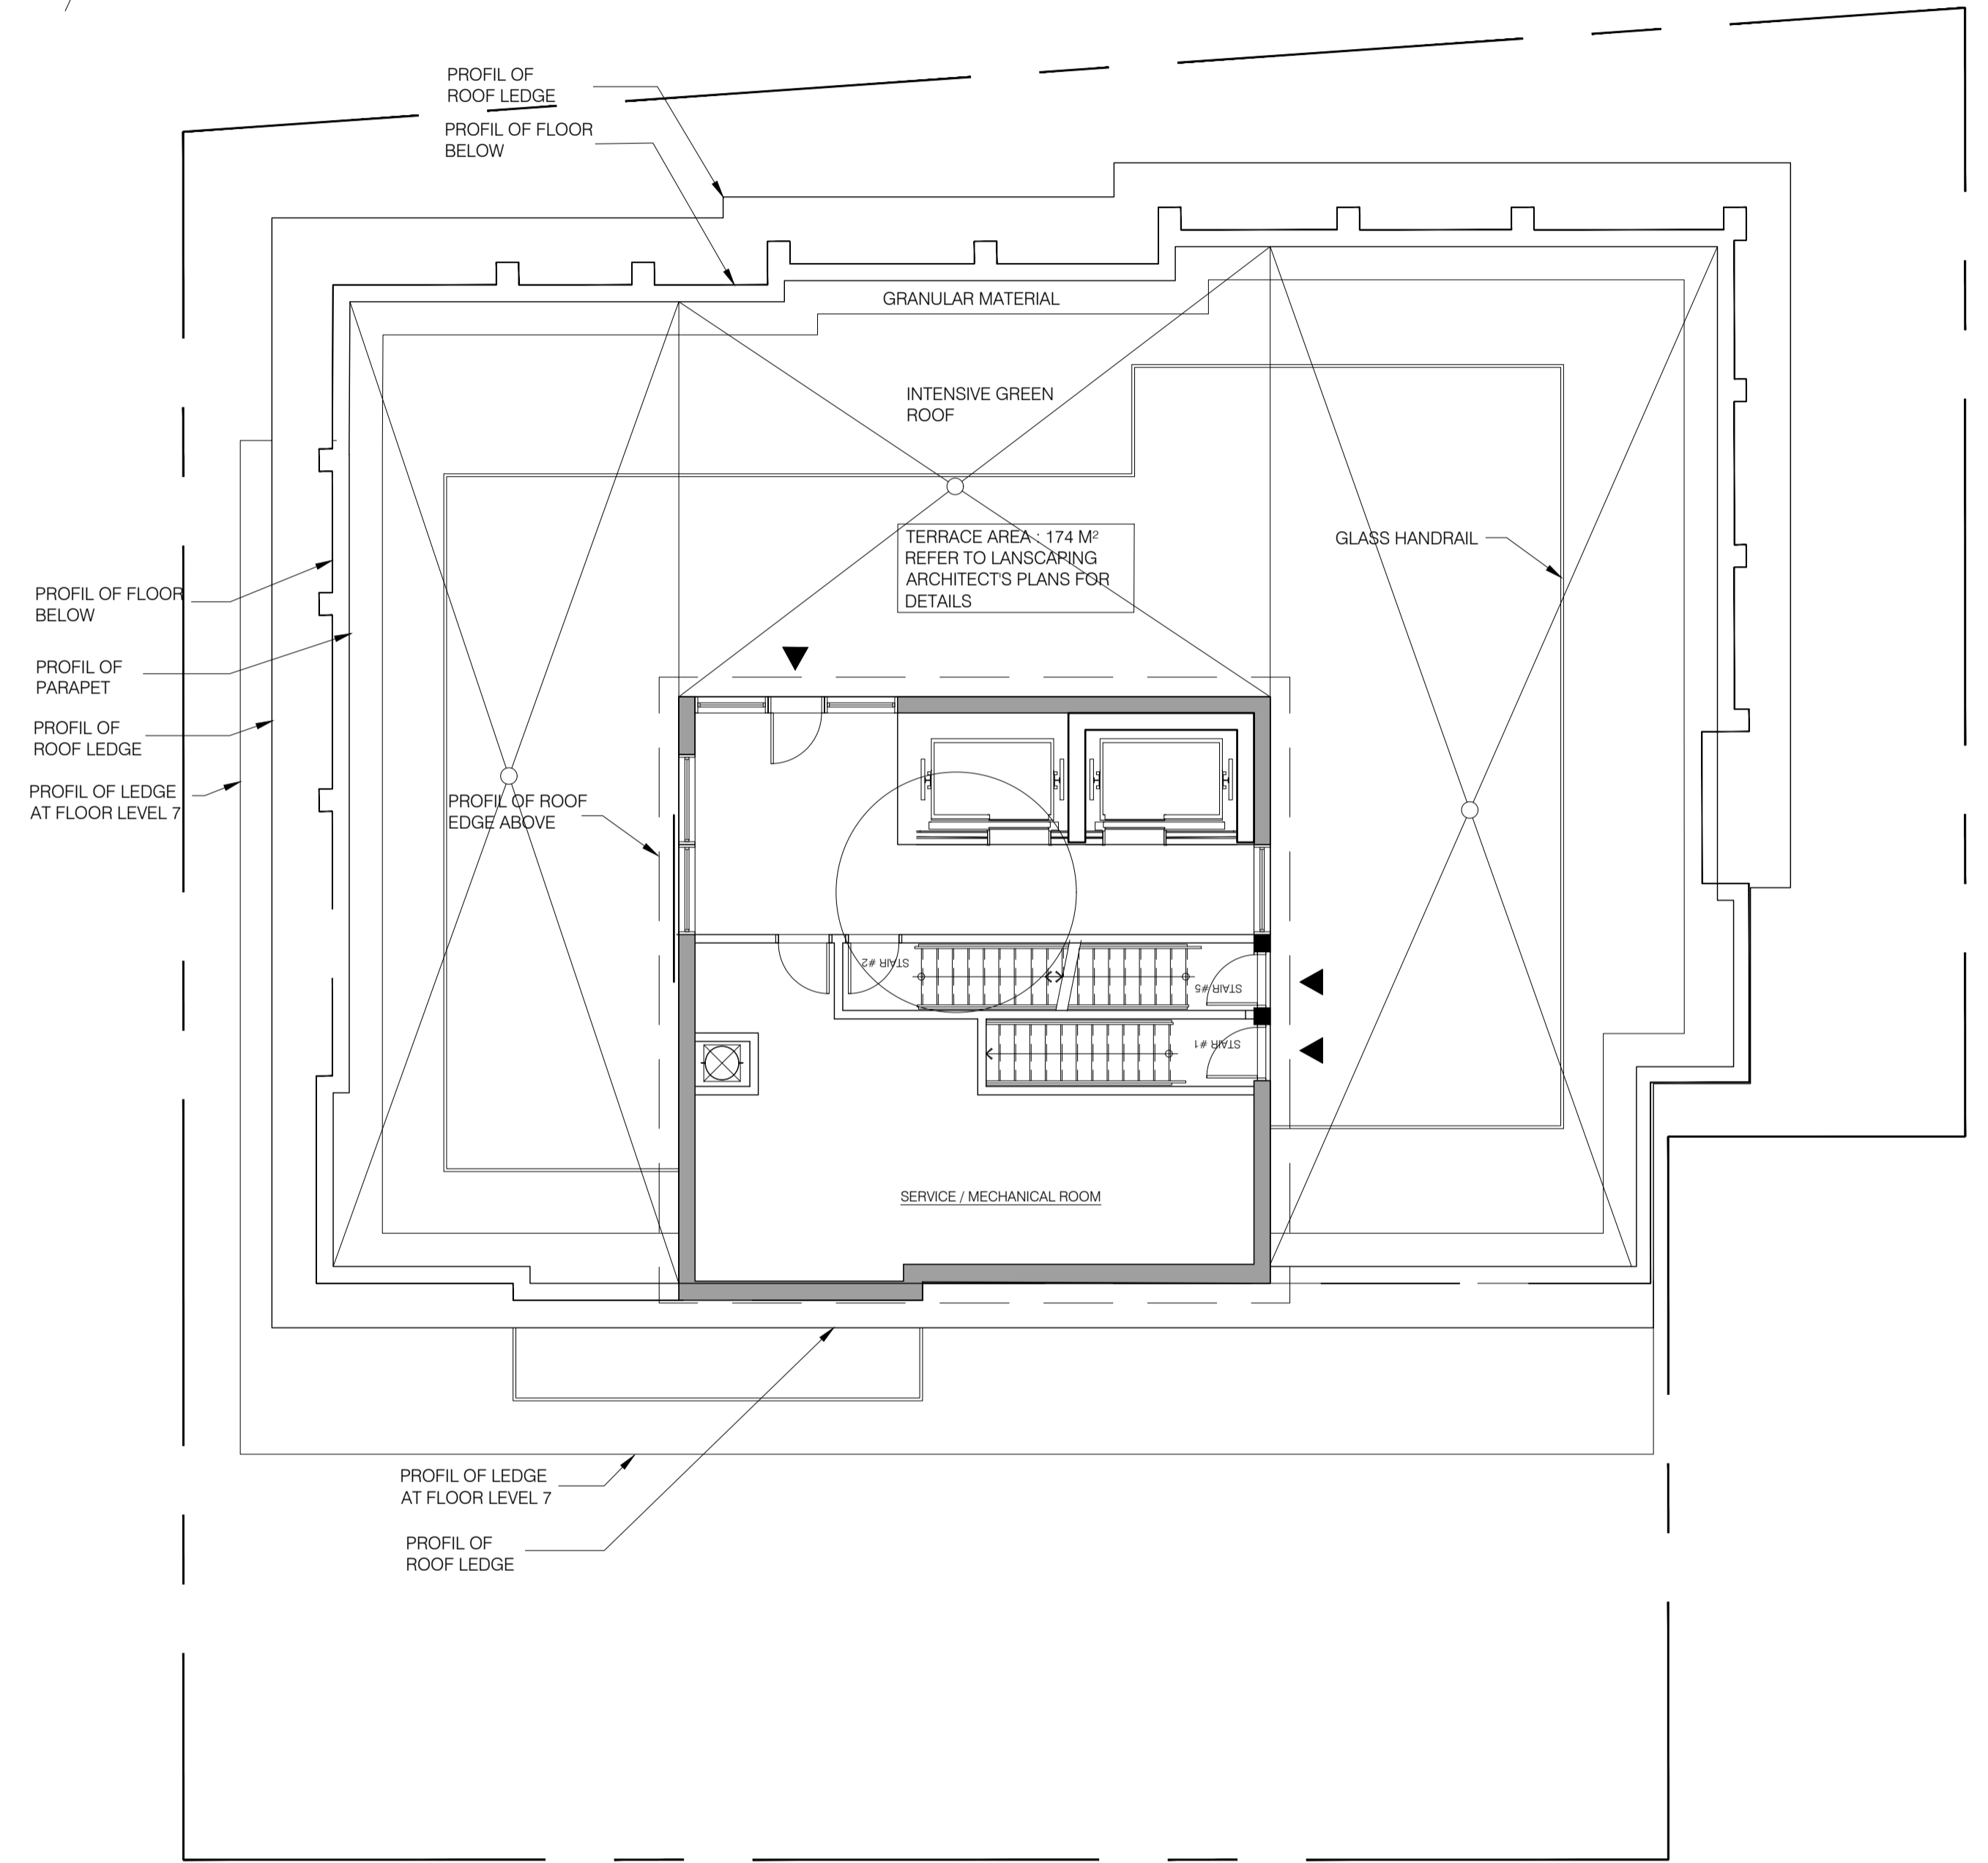 PROFIL OF
ROOF LEDGE
PROFIL OF FLOOR
BELOW
GRANULAR MATERIAL
INTENSIVE GREEN
ROOF
TERRACE AREA : 174 M²
REFER TO LANSCAPING
ARCHITECT'S PLANS FOR
DETAILS
GLASS HANDRAIL
PROFIL OF FLOOR
BELOW
PROFIL OF
PARAPET
PROFIL OF
ROOF LEDGE
PROFIL OF LEDGE
AT FLOOR LEVEL 7
PROFIL OF ROOF
EDGE ABOVE
STAIR #2
STAIR #5
STAIR #1
SERVICE / MECHANICAL ROOM
PROFIL OF LEDGE
AT FLOOR LEVEL 7
PROFIL OF
ROOF LEDGE